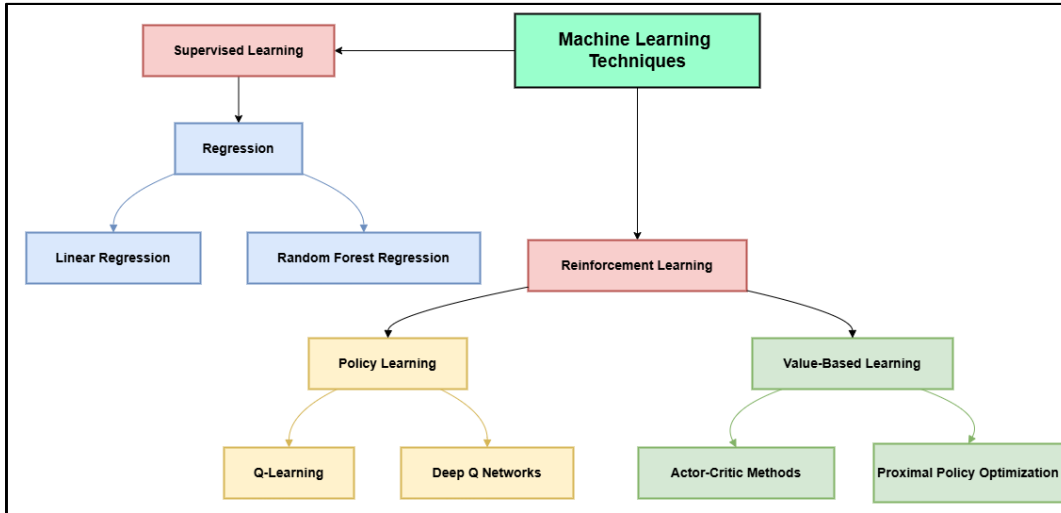 Machine Learning
Techniques
Supervised Learning
Regression
Linear Regression
Random Forest Regression
Reinforcement Learning
Policy Learning
Value-Based Learning
Q-Learning
Deep Q Networks
Actor-Critic Methods
Proximal Policy Optimization